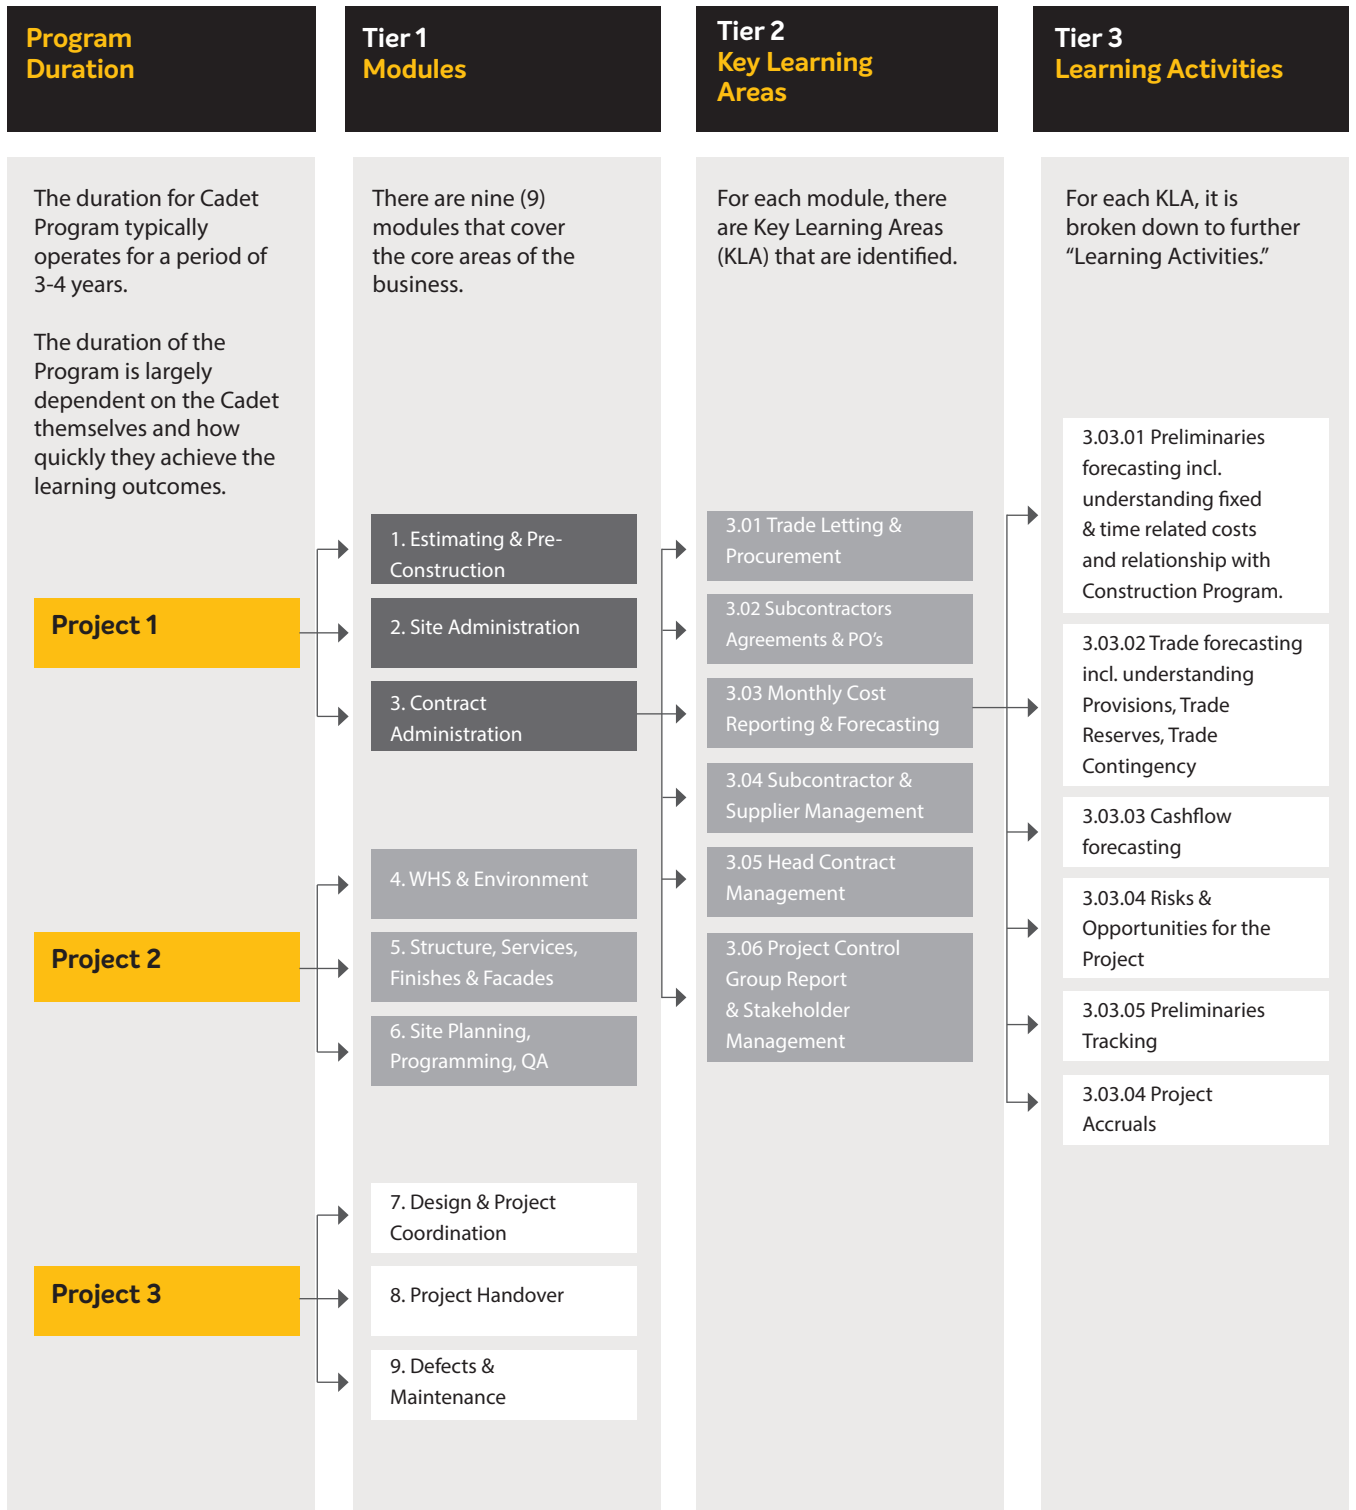 Program
Duration
Tier 1
Modules
Tier 2
Key Learning
Areas
Tier 3
Learning Activities
The duration for Cadet
Program typically
operates for a period of
3-4 years.
The duration of the
Program is largely
dependent on the Cadet
themselves and how
quickly they achieve the
learning outcomes.
Project 1
Project 2
Project 3
There are nine (9)
modules that cover
the core areas of the
business.
1. Estimating & Pre-
Construction
2. Site Administration
3. Contract
Administration
4. WHS & Environment
5. Structure, Services,
Finishes & Facades
6. Site Planning,
Programming, QA
7. Design & Project
Coordination
8. Project Handover
9. Defects &
Maintenance
For each module, there
are Key Learning Areas
(KLA) that are identified.
3.01 Trade Letting &
Procurement
3.02 Subcontractors
Agreements & PO's
3.03 Monthly Cost
Reporting & Forecasting
3.04 Subcontractor &
Supplier Management
3.05 Head Contract
Management
3.06 Project Control
Group Report
& Stakeholder
Management
For each KLA, it is
broken down to further
“Learning Activities.”
3.03.01 Preliminaries
forecasting incl.
understanding fixed
& time related costs
and relationship with
Construction Program.
3.03.02 Trade forecasting
incl. understanding
Provisions, Trade
Reserves, Trade
Contingency
3.03.03 Cashflow
forecasting
3.03.04 Risks &
Opportunities for the
Project
3.03.05 Preliminaries
Tracking
3.03.04 Project
Accruals